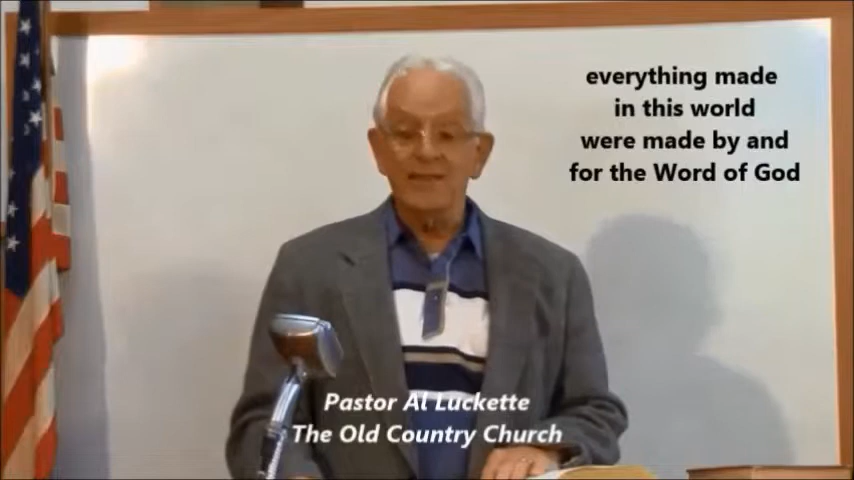 everything made
in this world
were made by and
for the Word of God
Pastor Al Luckette
The Old Country Church